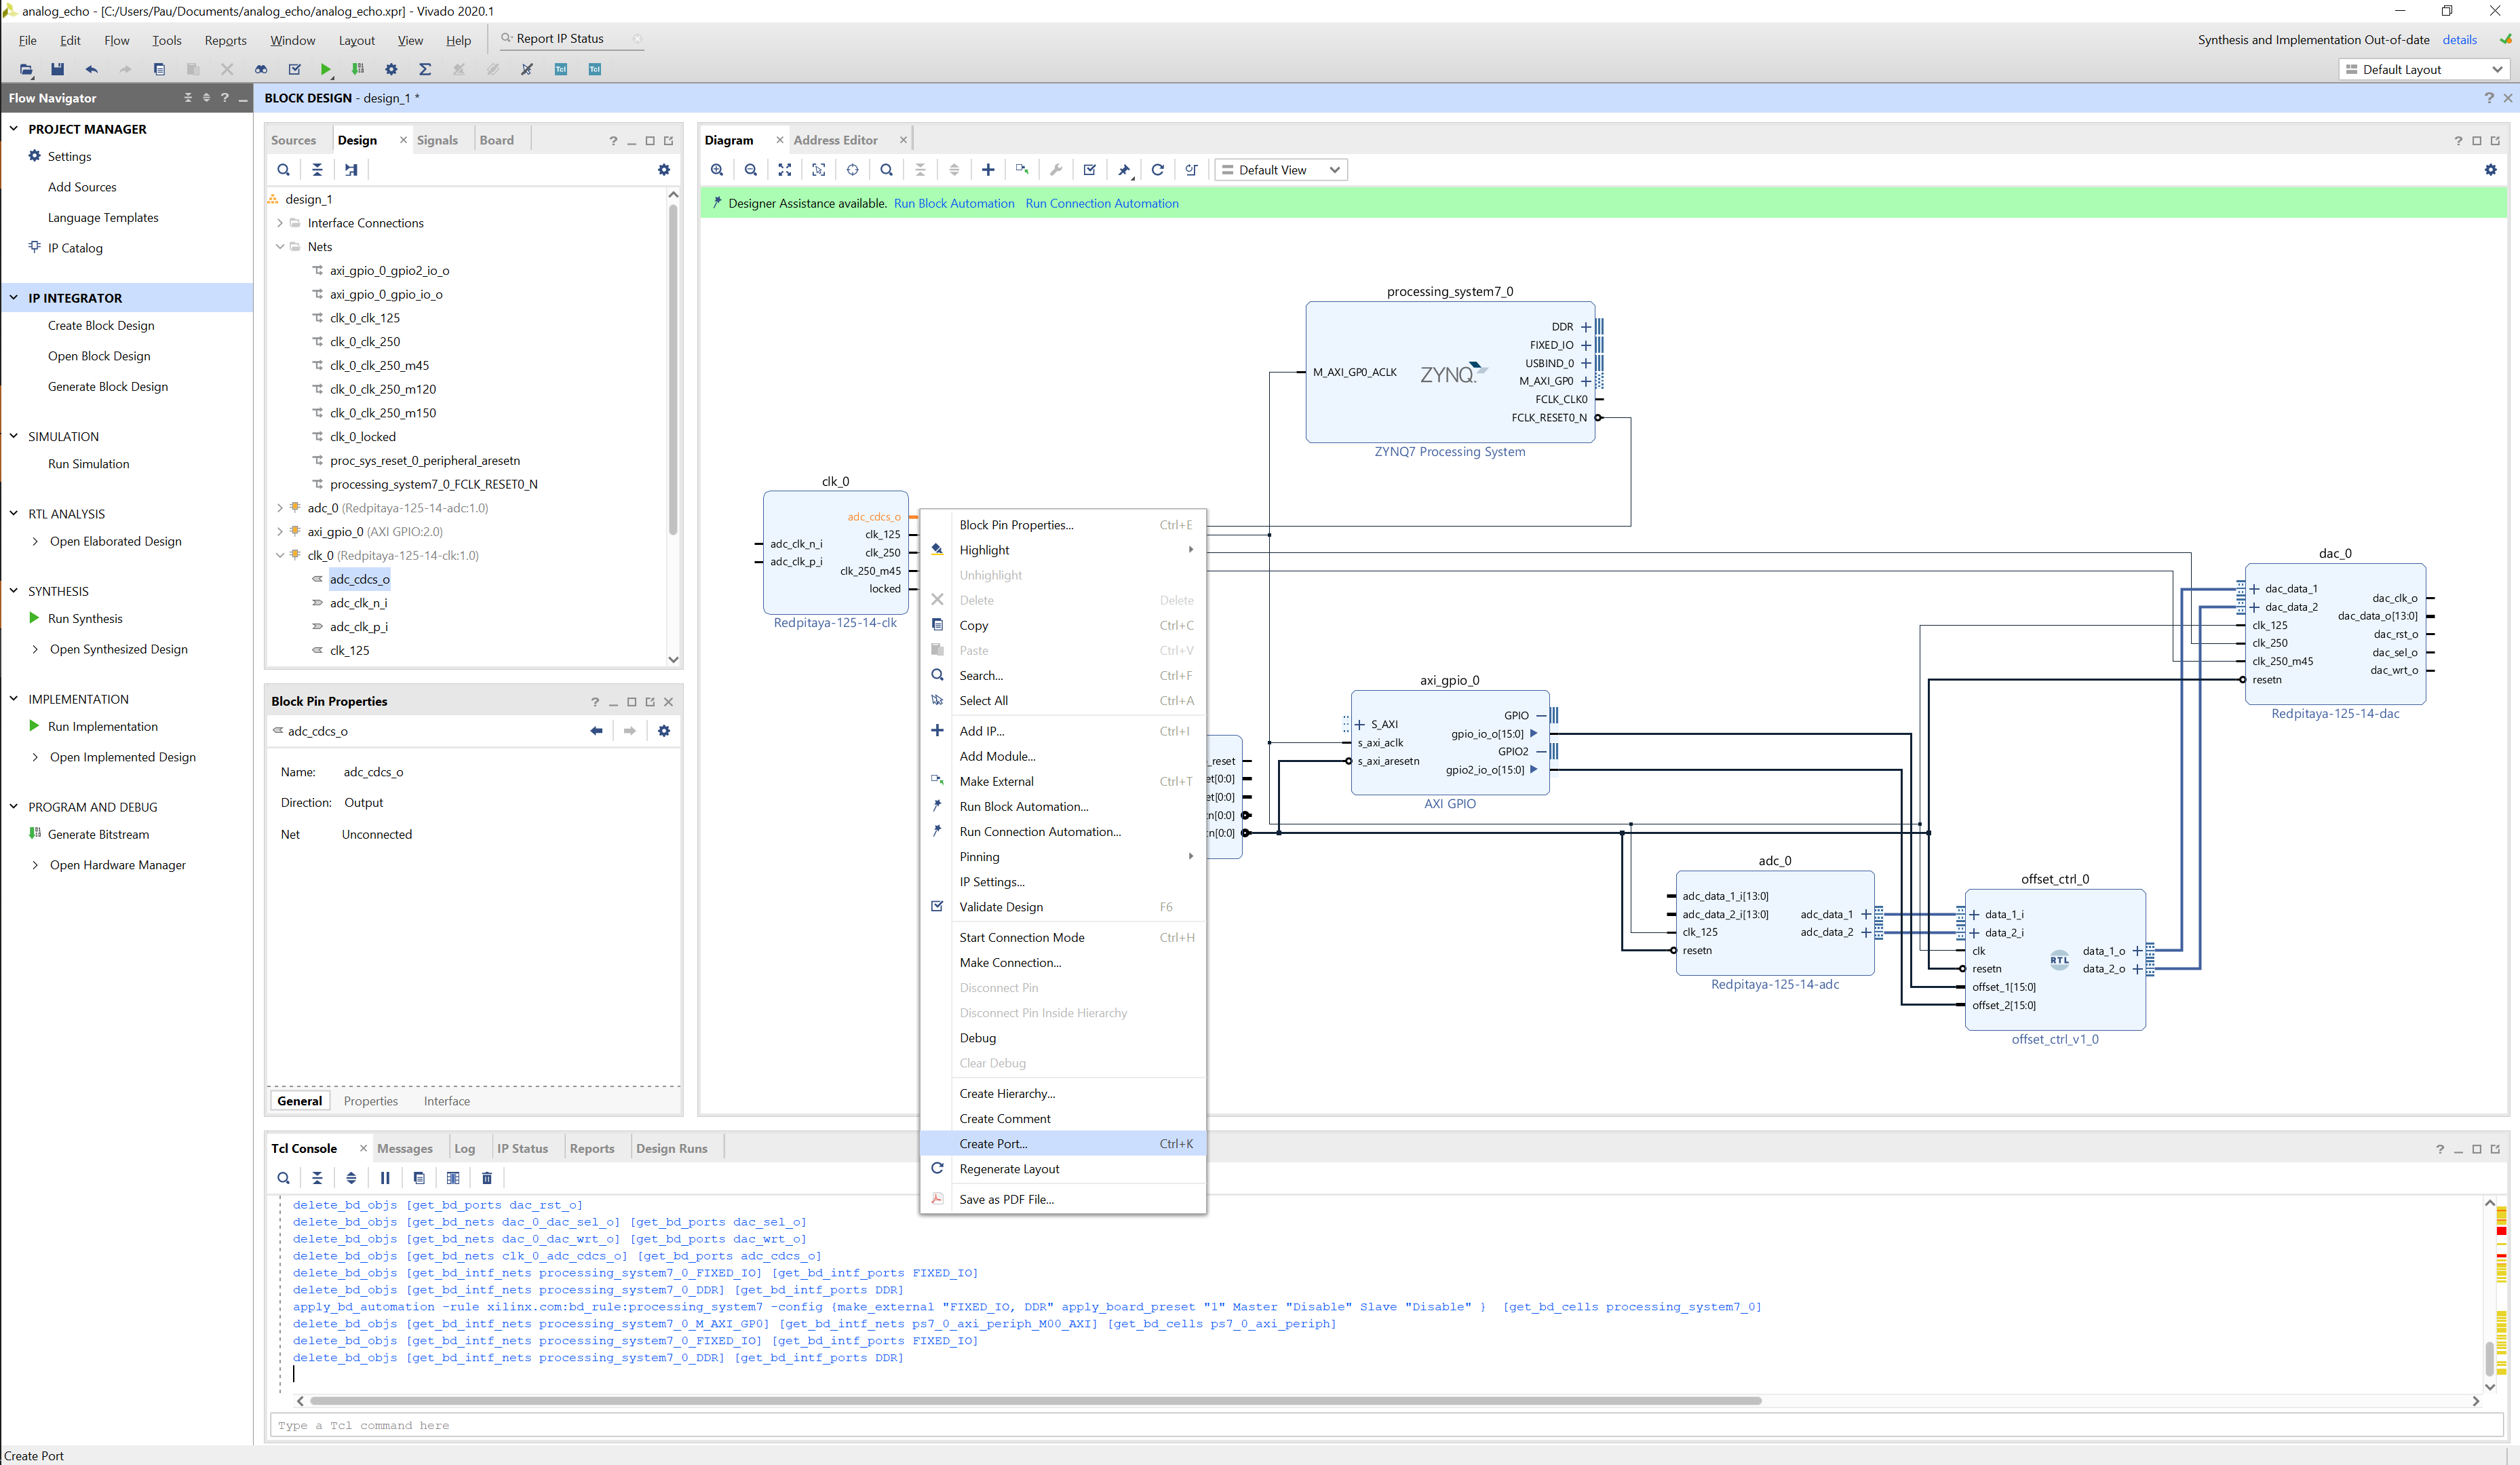 analog_echo - [C:/Users/Pau/Documents/analog_echo/analog_echo.xpr] - Vivado 2020.1
File Edit Flow Tools Reports Window Layout View Help Report IP Status
Synthesis and Implementation Out-of-date details
Default Layout
Flow Navigator
PROJECT MANAGER
Settings
Add Sources
Language Templates
IP Catalog
IP INTEGRATOR
Create Block Design
Open Block Design
Generate Block Design
SIMULATION
Run Simulation
RTL ANALYSIS
Open Elaborated Design
SYNTHESIS
Run Synthesis
Open Synthesized Design
IMPLEMENTATION
Run Implementation
Open Implemented Design
PROGRAM AND DEBUG
Generate Bitstream
Open Hardware Manager
BLOCK DESIGN - design_1 *
Sources Design Signals Board
design_1
Interface Connections
Nets
axi_gpio_0_gpio2_io_o
axi_gpio_0_gpio_io_o
clk_0_clk_125
clk_0_clk_250
clk_0_clk_250_m45
clk_0_clk_250_m120
clk_0_clk_250_m150
clk_0_locked
proc_sys_reset_0_peripheral_aresetn
processing_system7_0_FCLK_RESET0_N
adc_0 (Redpitaya-125-14-adc:1.0)
axi_gpio_0 (AXI GPIO:2.0)
clk_0 (Redpitaya-125-14-clk:1.0)
adc_cdcs_o
adc_clk_n_i
adc_clk_p_i
clk_125
Block Pin Properties
adc_cdcs_o
Name: adc_cdcs_o
Direction: Output
Net Unconnected
General Properties Interface
Diagram Address Editor
Default View
Designer Assistance available. Run Block Automation Run Connection Automation
processing_system7_0
DDR
FIXED_IO
USBIND_0
M_AXI_GP0_ACLK
M_AXI_GP0
FCLK_CLK0
FCLK_RESET0_N
ZYNQ
ZYNQ7 Processing System
clk_0
adc_cdcs_o
clk_125
adc_clk_n_i
clk_250
adc_clk_p_i
clk_250_m45
locked
Redpitaya-125-14-clk
_reset
et[0:0]
et[0:0]
n[0:0]
n[0:0]
axi_gpio_0
S_AXI
s_axi_aclk
s_axi_aresetn
GPIO
gpio_io_o[15:0]
GPIO2
gpio2_io_o[15:0]
AXI GPIO
adc_0
adc_data_1_i[13:0]
adc_data_2_i[13:0]
clk_125
resetn
adc_data_1
adc_data_2
Redpitaya-125-14-adc
offset_ctrl_0
data_1_i
data_2_i
clk
resetn
offset_1[15:0]
offset_2[15:0]
RTL
data_1_o
data_2_o
offset_ctrl_v1_0
dac_0
dac_data_1
dac_data_2
clk_125
clk_250
clk_250_m45
resetn
dac_clk_o
dac_data_o[13:0]
dac_rst_o
dac_sel_o
dac_wrt_o
Redpitaya-125-14-dac
Block Pin Properties... Ctrl+E
Highlight
Unhighlight
Delete Delete
Copy Ctrl+C
Paste Ctrl+V
Search... Ctrl+F
Select All Ctrl+A
Add IP... Ctrl+I
Add Module...
Make External Ctrl+T
Run Block Automation...
Run Connection Automation...
Pinning
IP Settings...
Validate Design F6
Start Connection Mode Ctrl+H
Make Connection...
Disconnect Pin
Disconnect Pin Inside Hierarchy
Debug
Clear Debug
Create Hierarchy...
Create Comment
Create Port... Ctrl+K
Regenerate Layout
Save as PDF File...
Tcl Console Messages Log IP Status Reports Design Runs
delete_bd_objs [get_bd_ports dac_rst_o]
delete_bd_objs [get_bd_nets dac_0_dac_sel_o] [get_bd_ports dac_sel_o]
delete_bd_objs [get_bd_nets dac_0_dac_wrt_o] [get_bd_ports dac_wrt_o]
delete_bd_objs [get_bd_nets clk_0_adc_cdcs_o] [get_bd_ports adc_cdcs_o]
delete_bd_objs [get_bd_intf_nets processing_system7_0_FIXED_IO] [get_bd_intf_ports FIXED_IO]
delete_bd_objs [get_bd_intf_nets processing_system7_0_DDR] [get_bd_intf_ports DDR]
apply_bd_automation -rule xilinx.com:bd_rule:processing_system7 -config {make_external "FIXED_IO, DDR" apply_board_preset "1" Master "Disable" Slave "Disable" } [get_bd_cells processing_system7_0]
delete_bd_objs [get_bd_intf_nets processing_system7_0_M_AXI_GP0] [get_bd_intf_nets ps7_0_axi_periph_M00_AXI] [get_bd_cells ps7_0_axi_periph]
delete_bd_objs [get_bd_intf_nets processing_system7_0_FIXED_IO] [get_bd_intf_ports FIXED_IO]
delete_bd_objs [get_bd_intf_nets processing_system7_0_DDR] [get_bd_intf_ports DDR]
Type a Tcl command here
Create Port